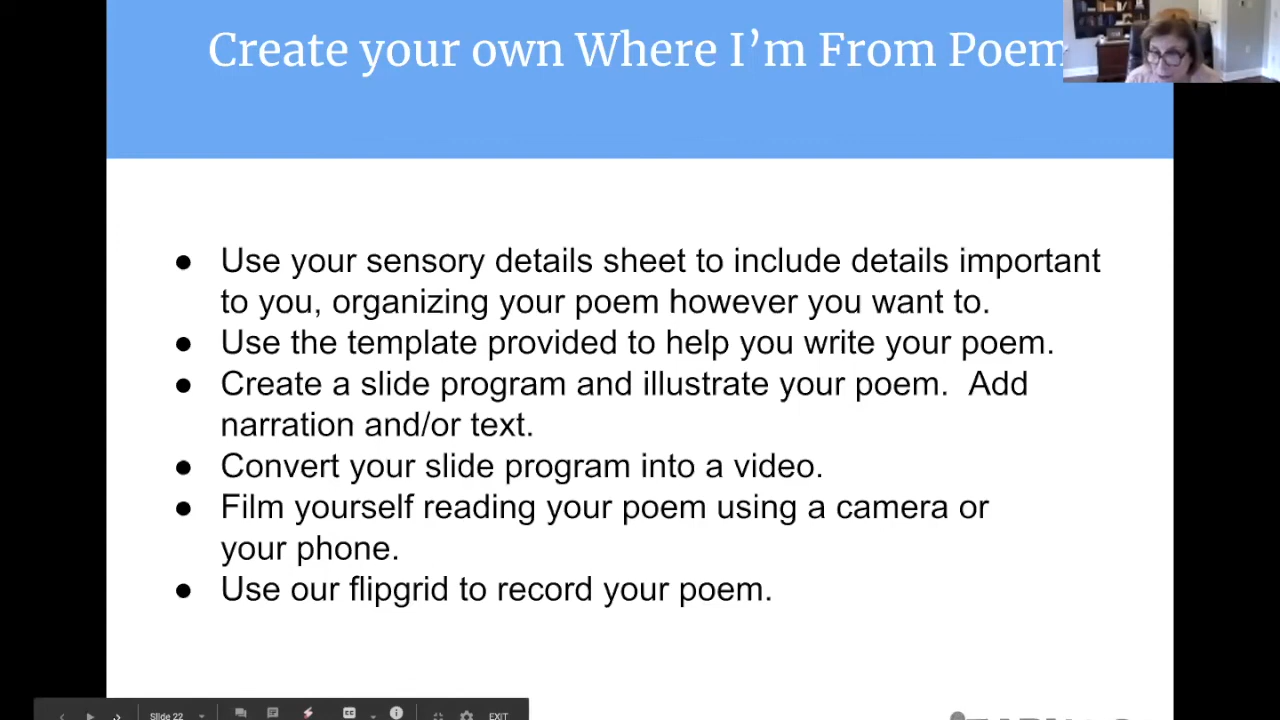 Create your own Where I'm From Poem
● Use your sensory details sheet to include details important
to you, organizing your poem however you want to.
● Use the template provided to help you write your poem.
● Create a slide program and illustrate your poem.  Add
narration and/or text.
● Convert your slide program into a video.
● Film yourself reading your poem using a camera or
your phone.
● Use our flipgrid to record your poem.
Slide 22
CC
EXIT